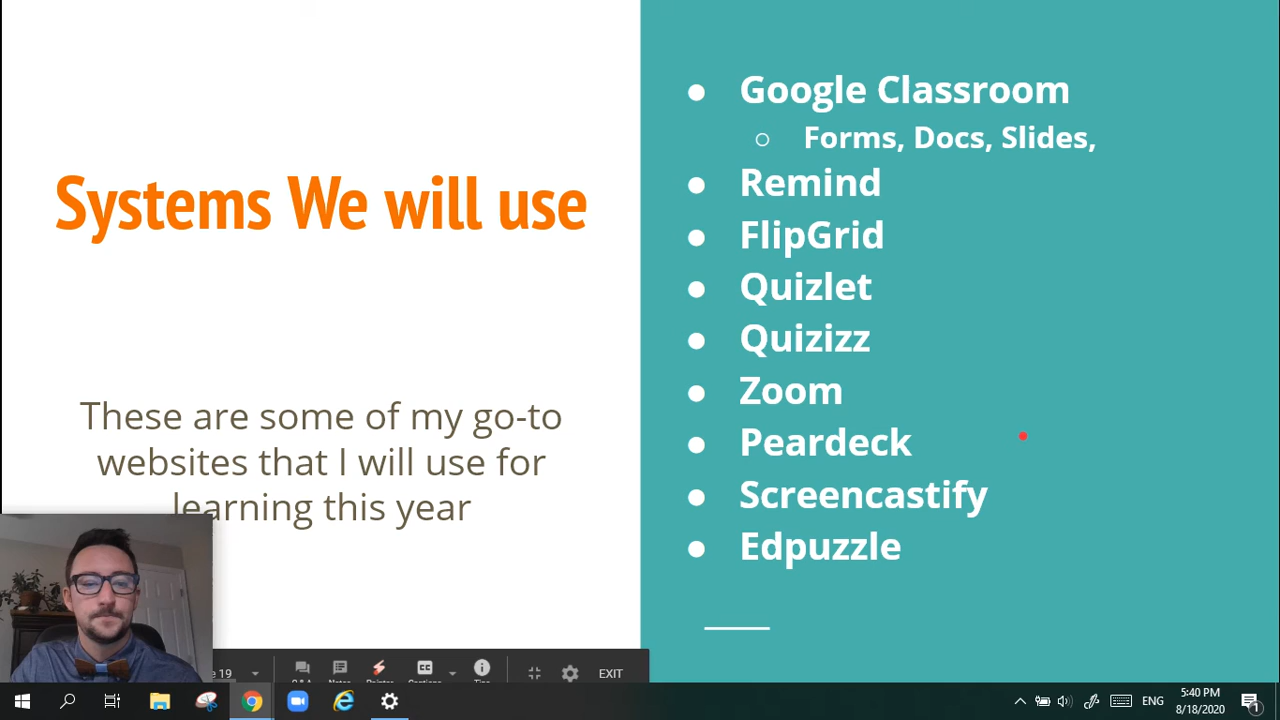 Systems We will use
These are some of my go-to
websites that I will use for
learning this year
● Google Classroom
○ Forms, Docs, Slides,
● Remind
● FlipGrid
● Quizlet
● Quizizz
● Zoom
● Peardeck
● Screencastify
● Edpuzzle
19
EXIT
ENG
5:40 PM
8/18/2020
1